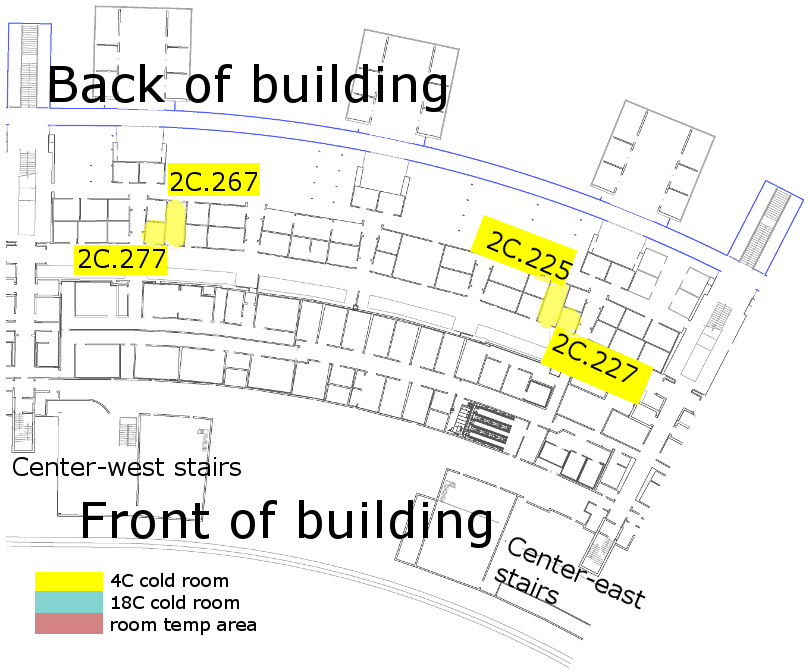 Back of building
2C.267
2C.277
2C.225
2C.227
Center-west stairs
Front of building
Center-east
stairs
4C cold room
18C cold room
room temp area